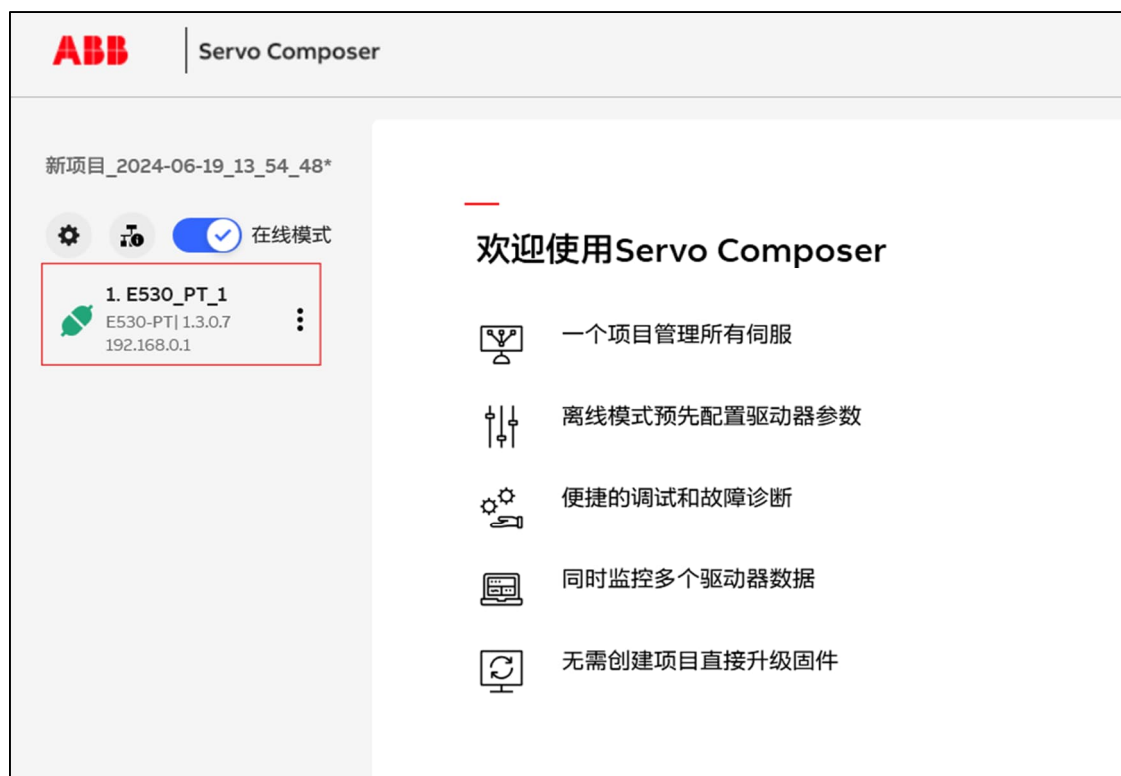 ABB Servo Composer
新项目_2024-06-19_13_54_48*
在线模式
1. E530_PT_1
E530-PT| 1.3.0.7
192.168.0.1
欢迎使用Servo Composer
一个项目管理所有伺服
离线模式预先配置驱动器参数
便捷的调试和故障诊断
同时监控多个驱动器数据
无需创建项目直接升级固件